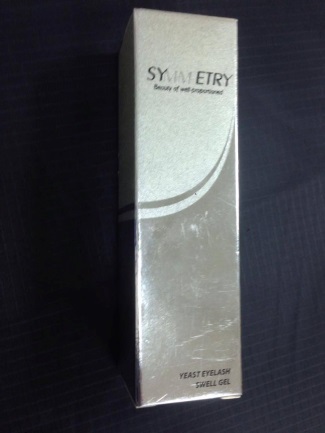 SYMMETRY
Beauty of well-proportioned
YEAST EYELASH
SWELL GEL